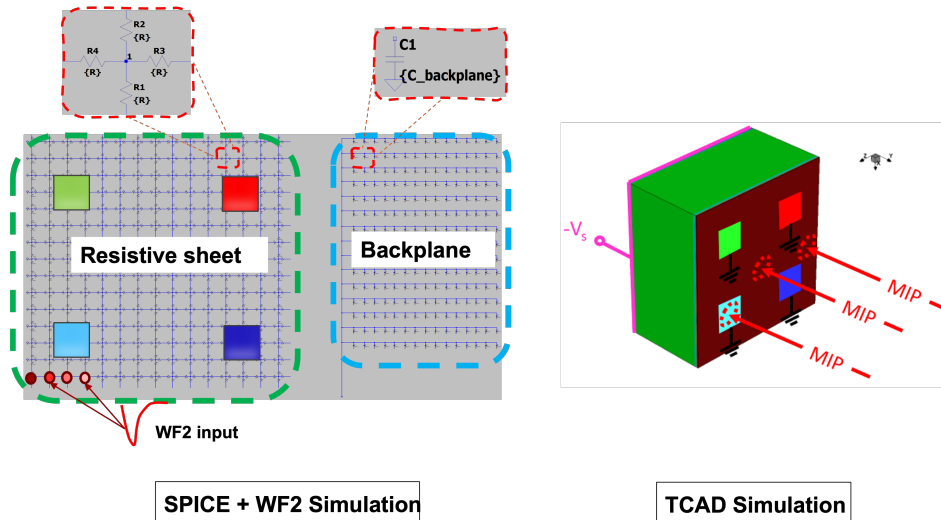 R2
{R}
R4
{R}
1
R3
{R}
R1
{R}
C1
{C_backplane}
Resistive sheet
Backplane
WF2 input
SPICE + WF2 Simulation
-Vs
Z
Y
X
MIP
MIP
MIP
TCAD Simulation